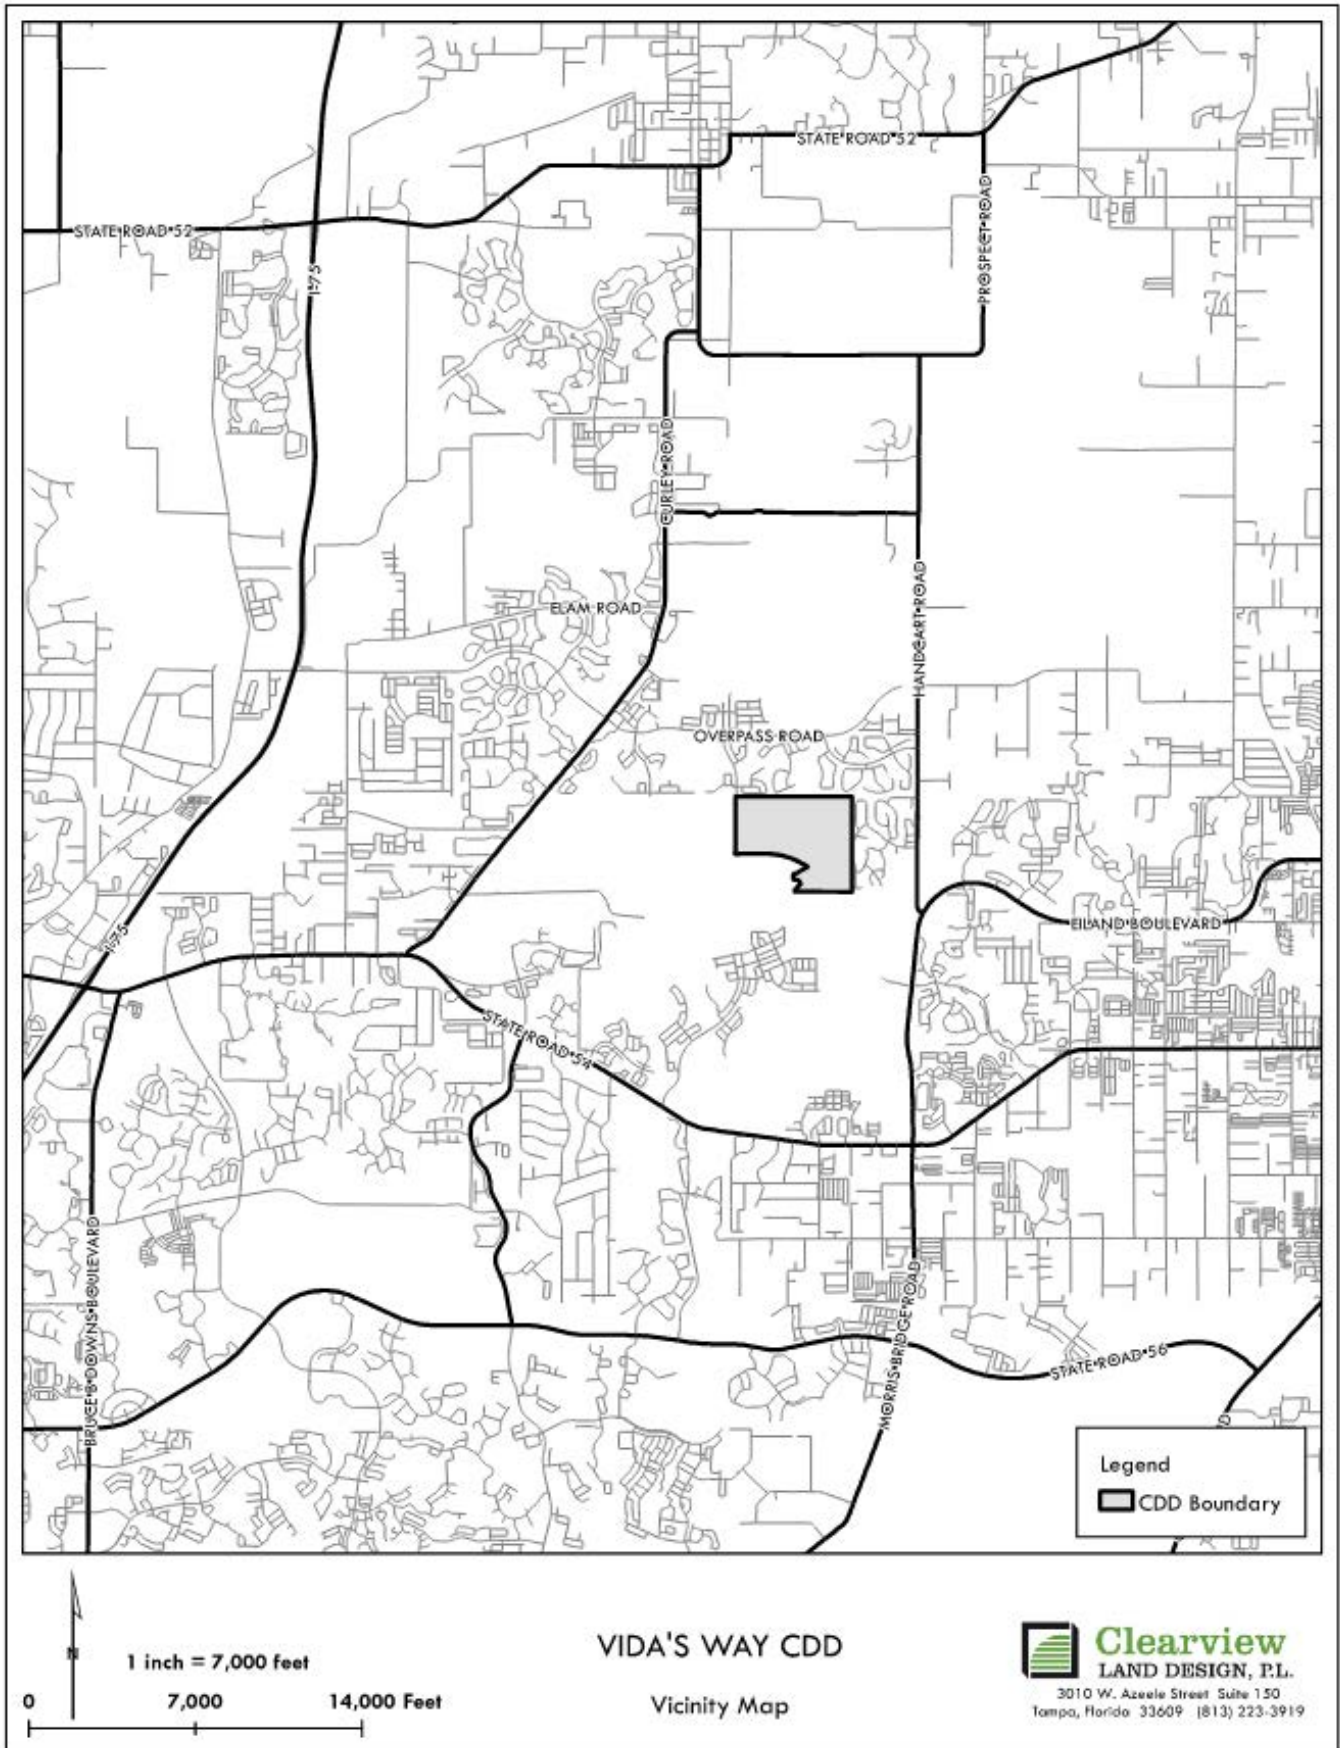 STATE ROAD 52
STATE ROAD 52
PROSPECT ROAD
I-75
CURLEY ROAD
ELAM ROAD
HANDCART ROAD
OVERPASS ROAD
EILAND BOULEVARD
I-75
STATE ROAD 54
BRUCE B DOWNS BOULEVARD
MORRIS BRIDGE ROAD
STATE ROAD 56
D
Legend
CDD Boundary
N
1 inch = 7,000 feet
0 7,000 14,000 Feet
VIDA'S WAY CDD
Vicinity Map
Clearview
LAND DESIGN, P.L.
3010 W. Azeele Street Suite 150
Tampa, Florida 33609 (813) 223-3919